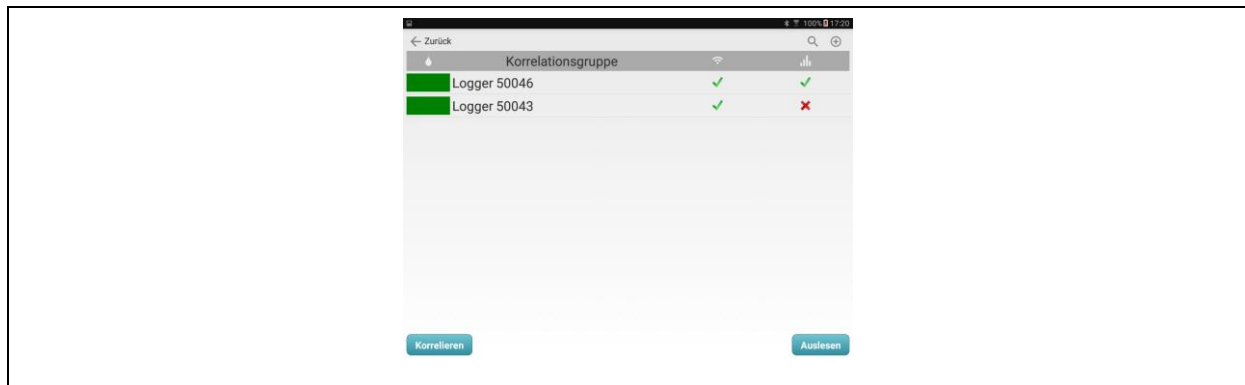 100% 17:20
Zurück
Korrelationsgruppe
Logger 50046
Logger 50043
Korrelieren Auslesen